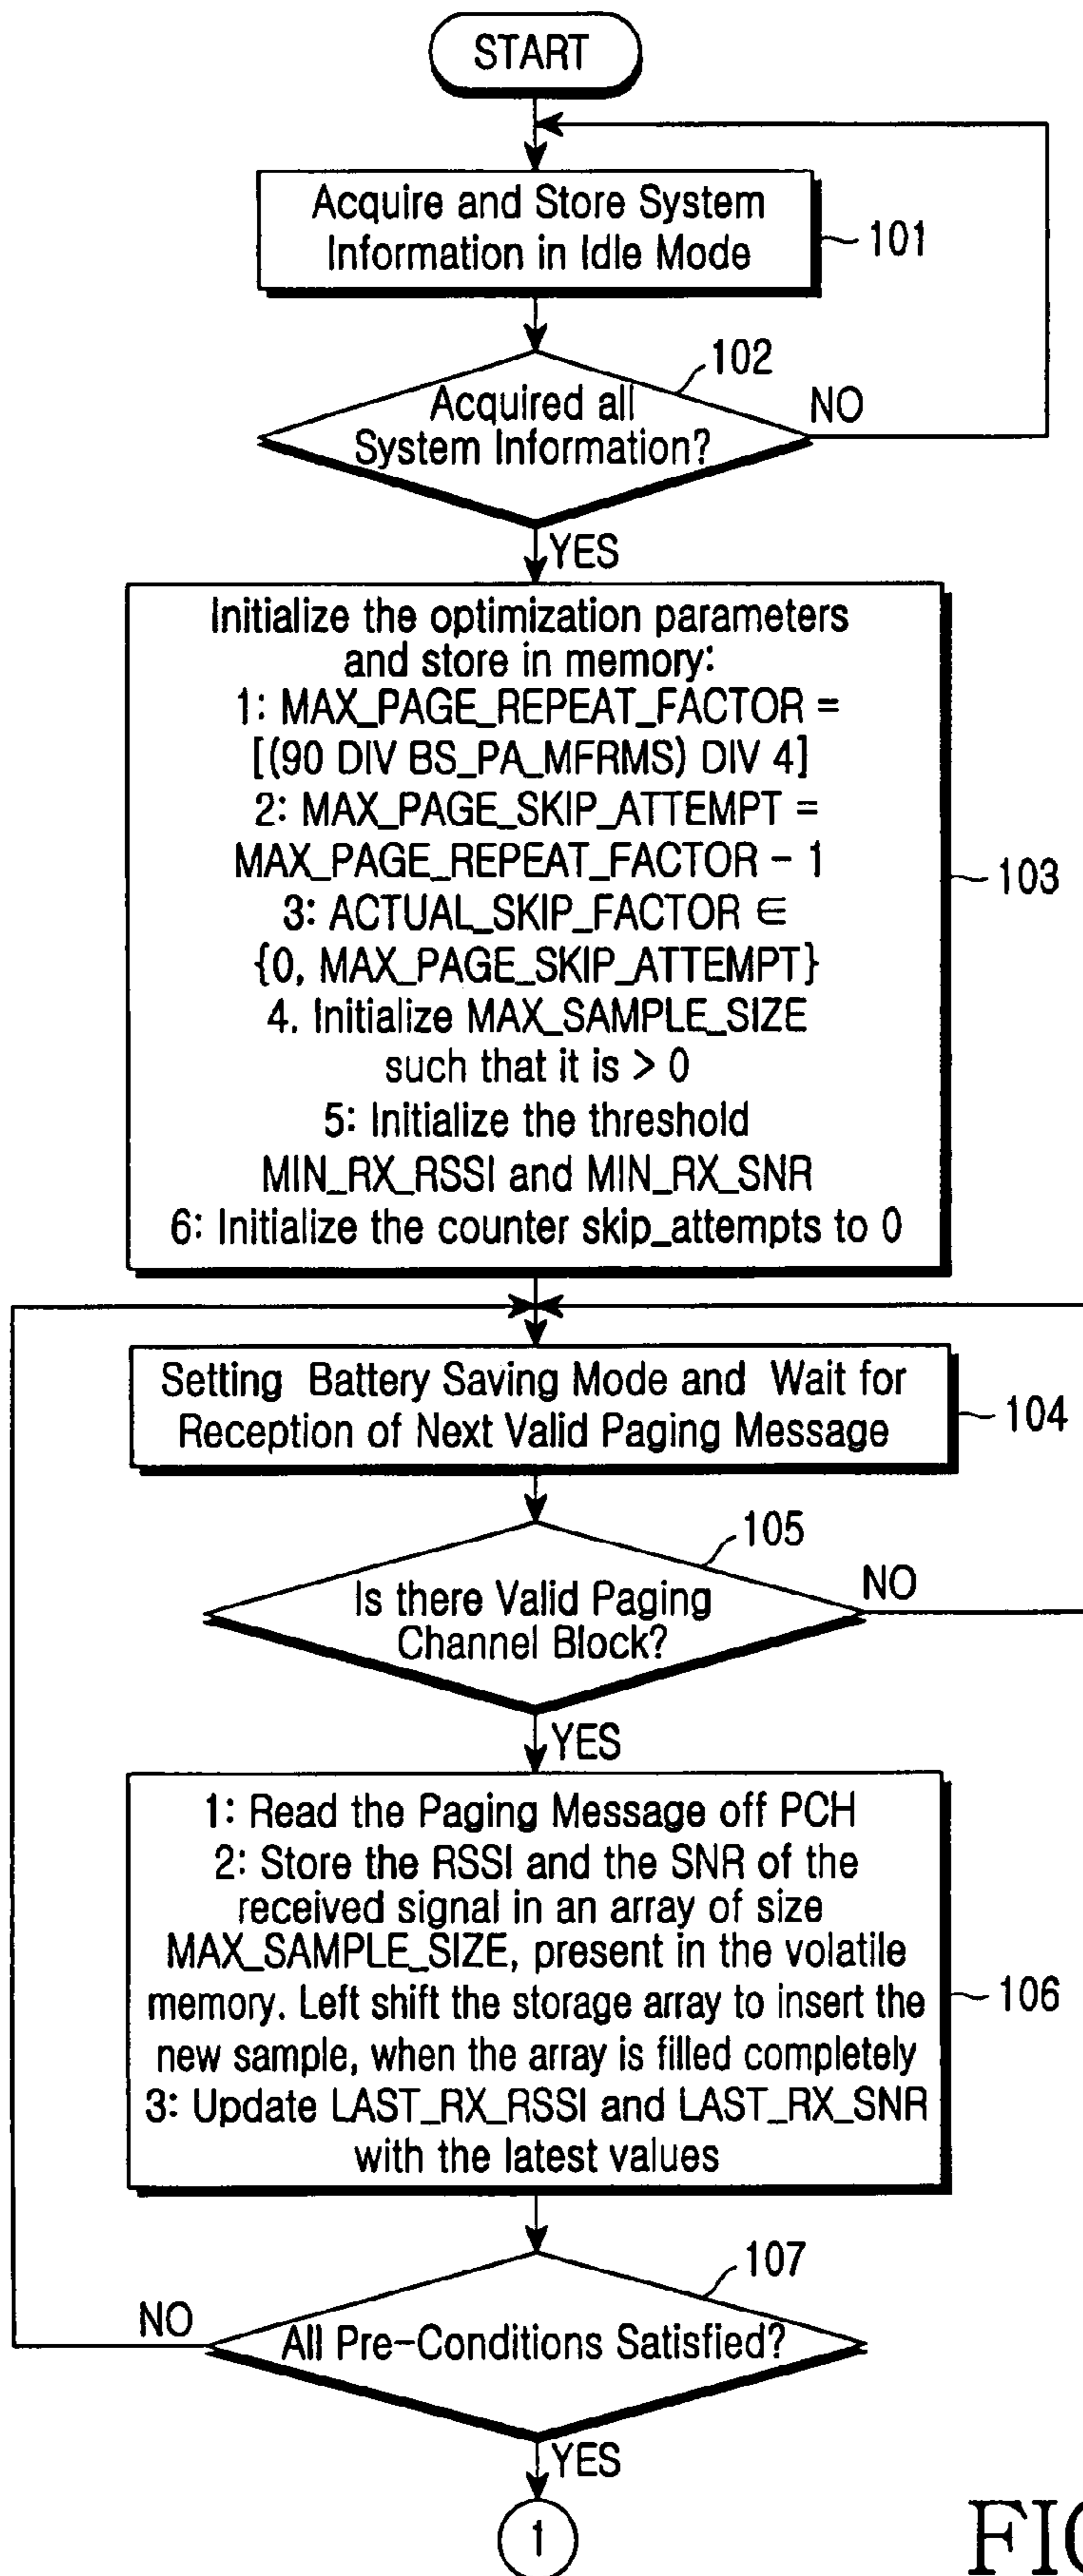 START
Acquire and Store System
Information in Idle Mode
101
102
Acquired all
System Information?
NO
YES
Initialize the optimization parameters
and store in memory:
1: MAX_PAGE_REPEAT_FACTOR =
[(90 DIV BS_PA_MFRMS) DIV 4]
2: MAX_PAGE_SKIP_ATTEMPT =
MAX_PAGE_REPEAT_FACTOR - 1
3: ACTUAL_SKIP_FACTOR ∈
{0, MAX_PAGE_SKIP_ATTEMPT}
4. Initialize MAX_SAMPLE_SIZE
such that it is > 0
5: Initialize the threshold
MIN_RX_RSSI and MIN_RX_SNR
6: Initialize the counter skip_attempts to 0
103
Setting Battery Saving Mode and Wait for
Reception of Next Valid Paging Message
104
105
Is there Valid Paging
Channel Block?
NO
YES
1: Read the Paging Message off PCH
2: Store the RSSI and the SNR of the
received signal in an array of size
MAX_SAMPLE_SIZE, present in the volatile
memory. Left shift the storage array to insert the
new sample, when the array is filled completely
3: Update LAST_RX_RSSI and LAST_RX_SNR
with the latest values
106
107
NO
All Pre-Conditions Satisfied?
YES
1